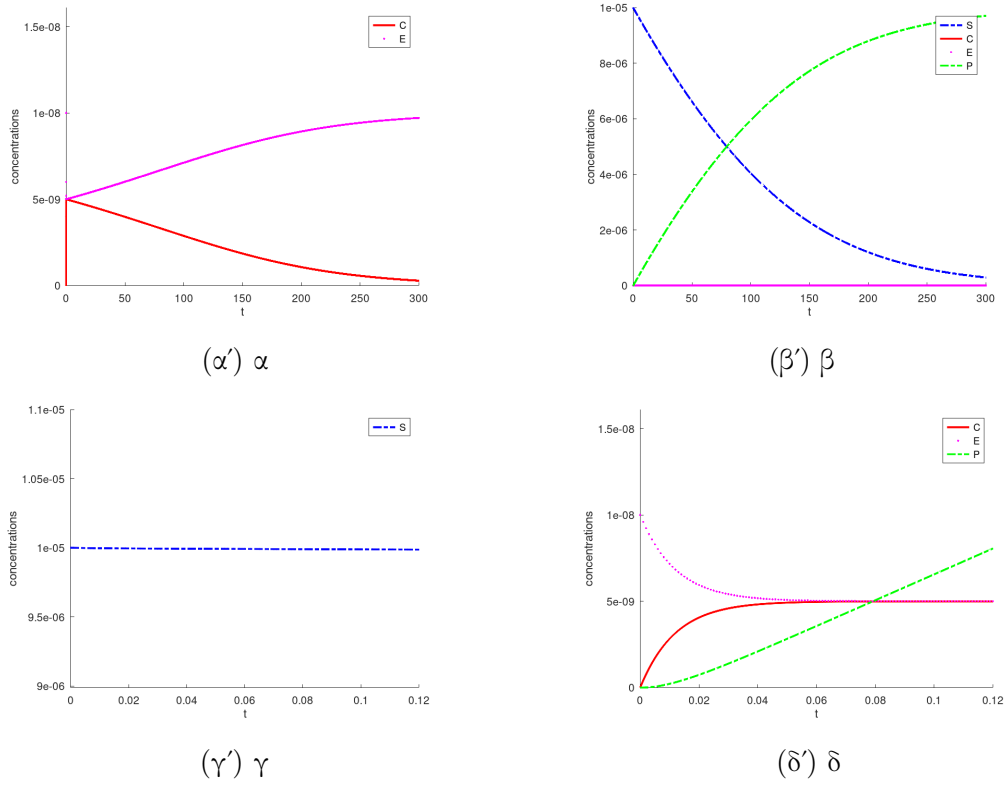 1.5e-08
1e-08
5e-09
0
concentrations
0 50 100 150 200 250 300
t
C
E
(α΄) α
1e-05
8e-06
6e-06
4e-06
2e-06
0
concentrations
0 50 100 150 200 250 300
t
S
C
E
P
(β΄) β
1.1e-05
1.05e-05
1e-05
9.5e-06
9e-06
concentrations
0 0.02 0.04 0.06 0.08 0.1 0.12
t
S
(γ΄) γ
1.5e-08
1e-08
5e-09
0
concentrations
0 0.02 0.04 0.06 0.08 0.1 0.12
t
C
E
P
(δ΄) δ